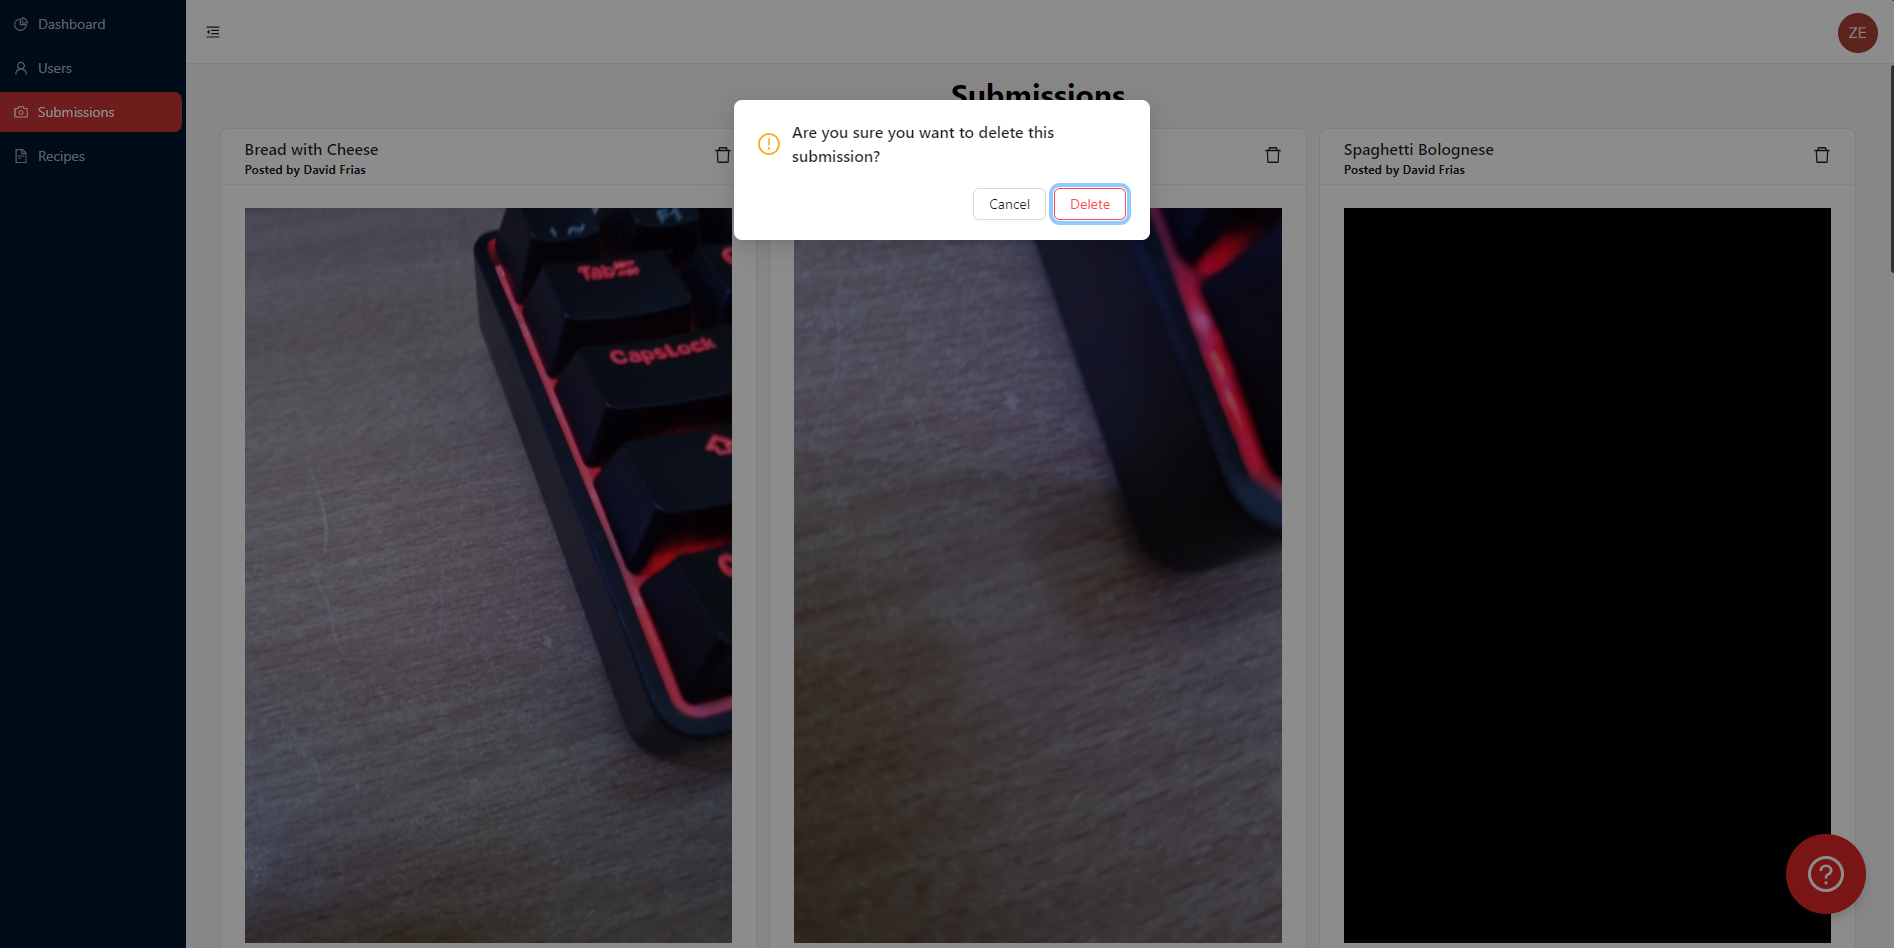 Dashboard
Users
Submissions
Recipes
ZE
Submissions
Are you sure you want to delete this
submission?
Cancel
Delete
Bread with Cheese
Posted by David Frias
Spaghetti Bolognese
Posted by David Frias
F1
Tab
CapsLock